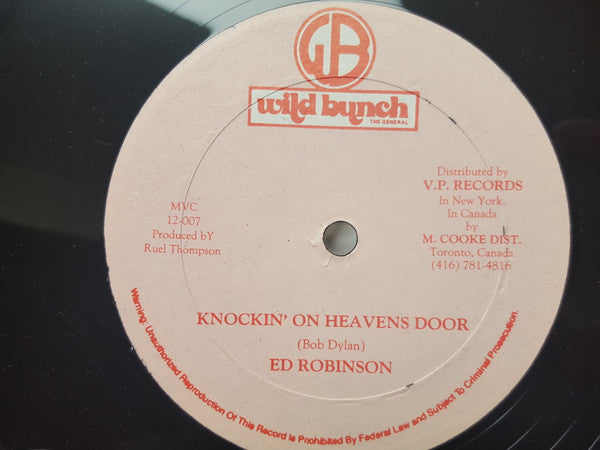 GB
wild bunch
THE GENERAL
MVC
12-007
Produced bY
Ruel Thompson
Distributed by
V.P. RECORDS
In New York.
In Canada
by
M. COOKE DIST.
Toronto, Canada
(416) 781-4816
KNOCKIN' ON HEAVENS DOOR
(Bob Dylan)
ED ROBINSON
Warning: Unauthorized Reproduction Of This Record is Prohibited By Federal Law and Subject To Criminal Prosecution.